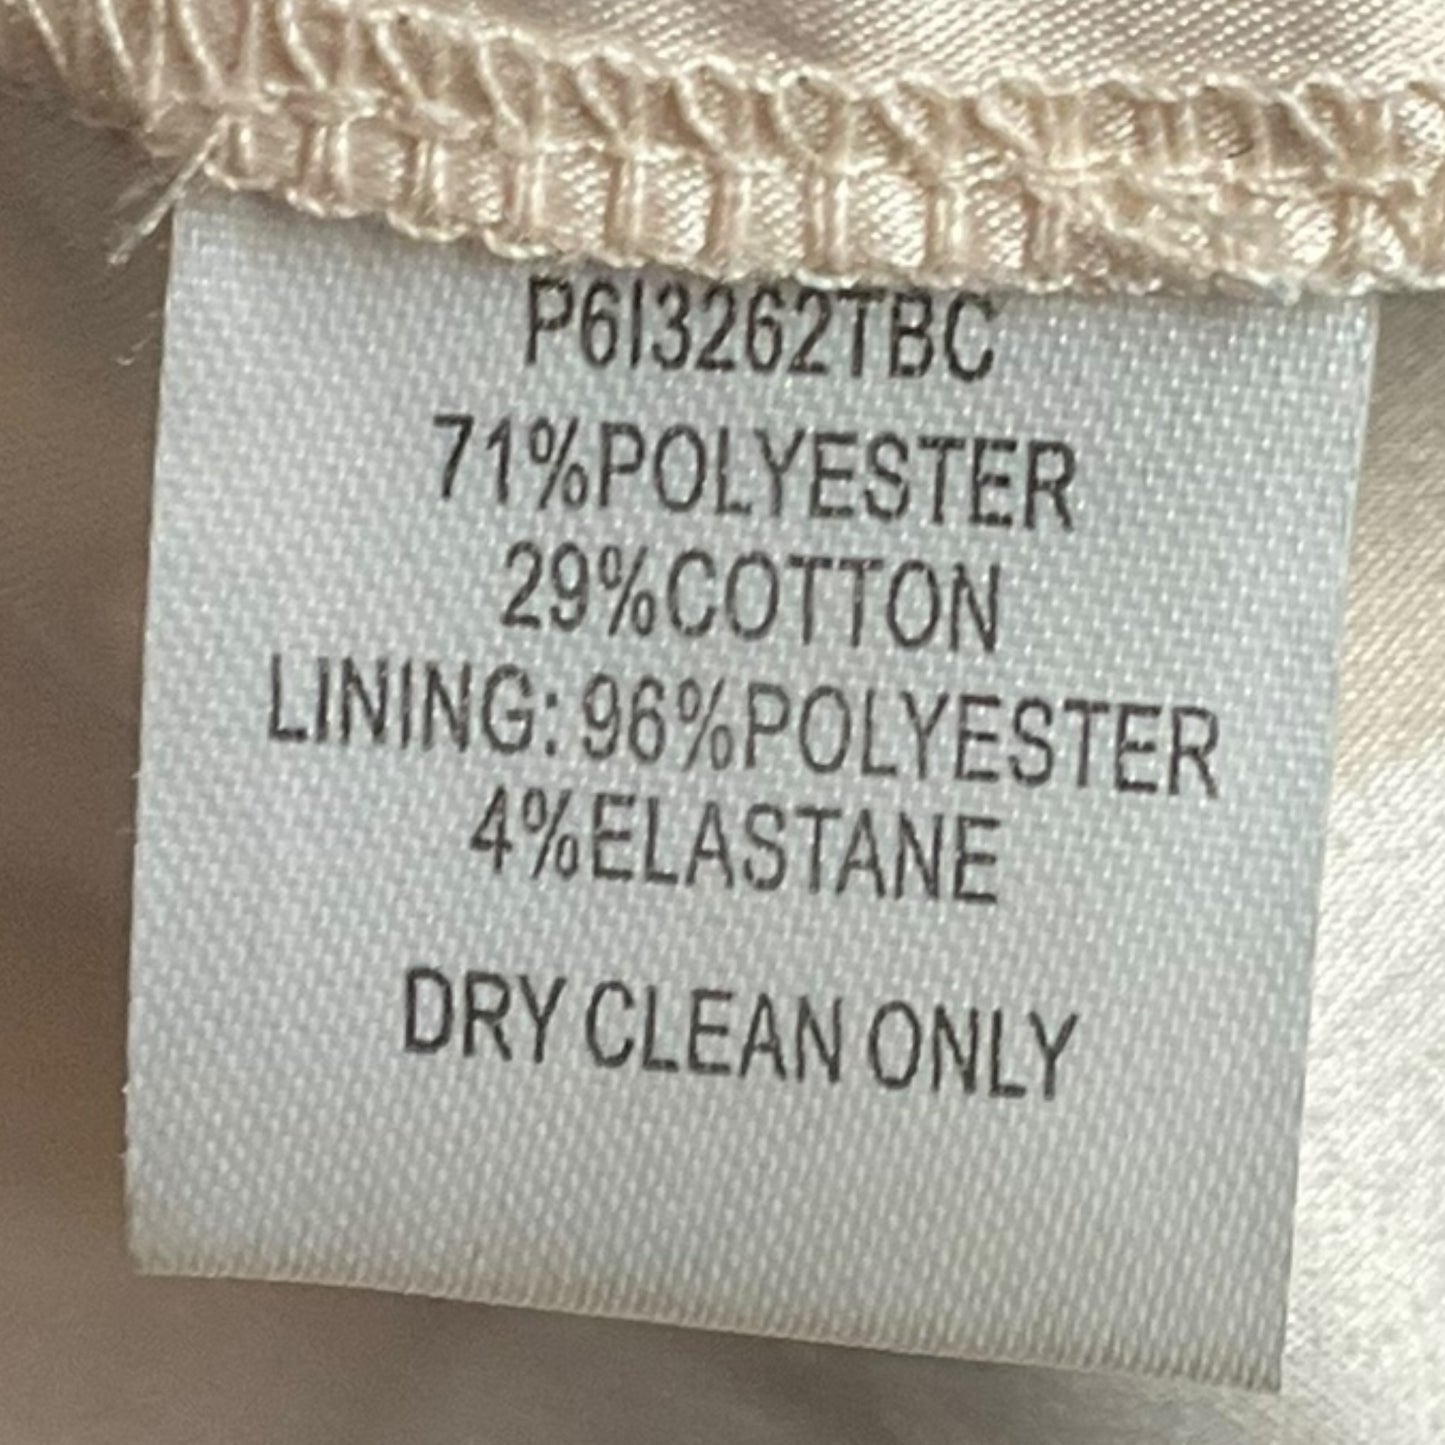 P6I3262TBC
71%POLYESTER
29%COTTON
LINING: 96%POLYESTER
4%ELASTANE
DRY CLEAN ONLY